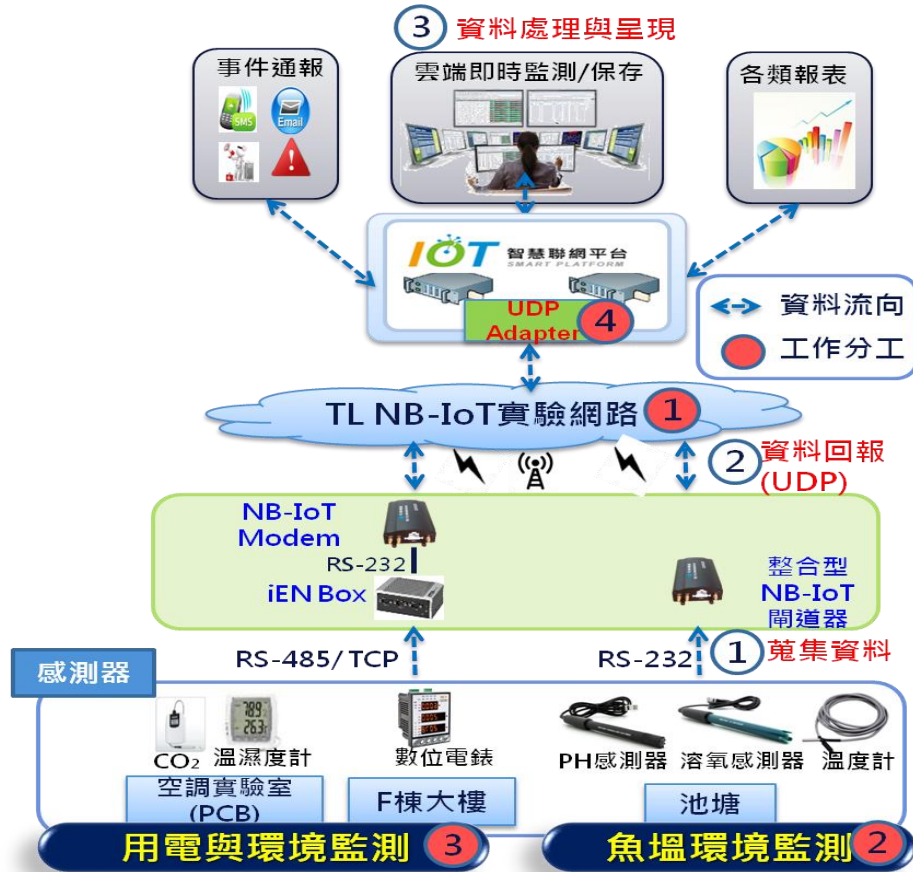 ③ 資料處理與呈現
事件通報
雲端即時監測/保存
各類報表
SMS
Email
IOT 智慧聯網平台
SMART PLATFORM
UDP
Adapter
4
資料流向
工作分工
TL NB-IoT實驗網路 1
② 資料回報
(UDP)
NB-IoT
Modem
RS-232
iEN Box
整合型
NB-IoT
閘道器
RS-485/TCP
RS-232
① 蒐集資料
感測器
CO₂
溫濕度計
數位電錶
PH感測器
溶氧感測器
溫度計
空調實驗室
(PCB)
F棟大樓
池塘
用電與環境監測 3
魚塭環境監測 2